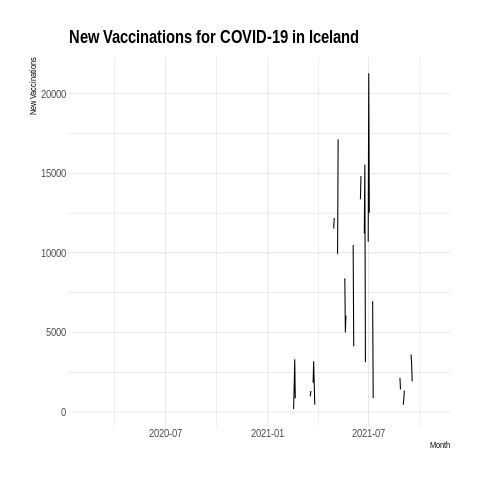 New Vaccinations for COVID-19 in Iceland
New Vaccinations
20000
15000
10000
5000
0
2020-07 2021-01 2021-07
Month